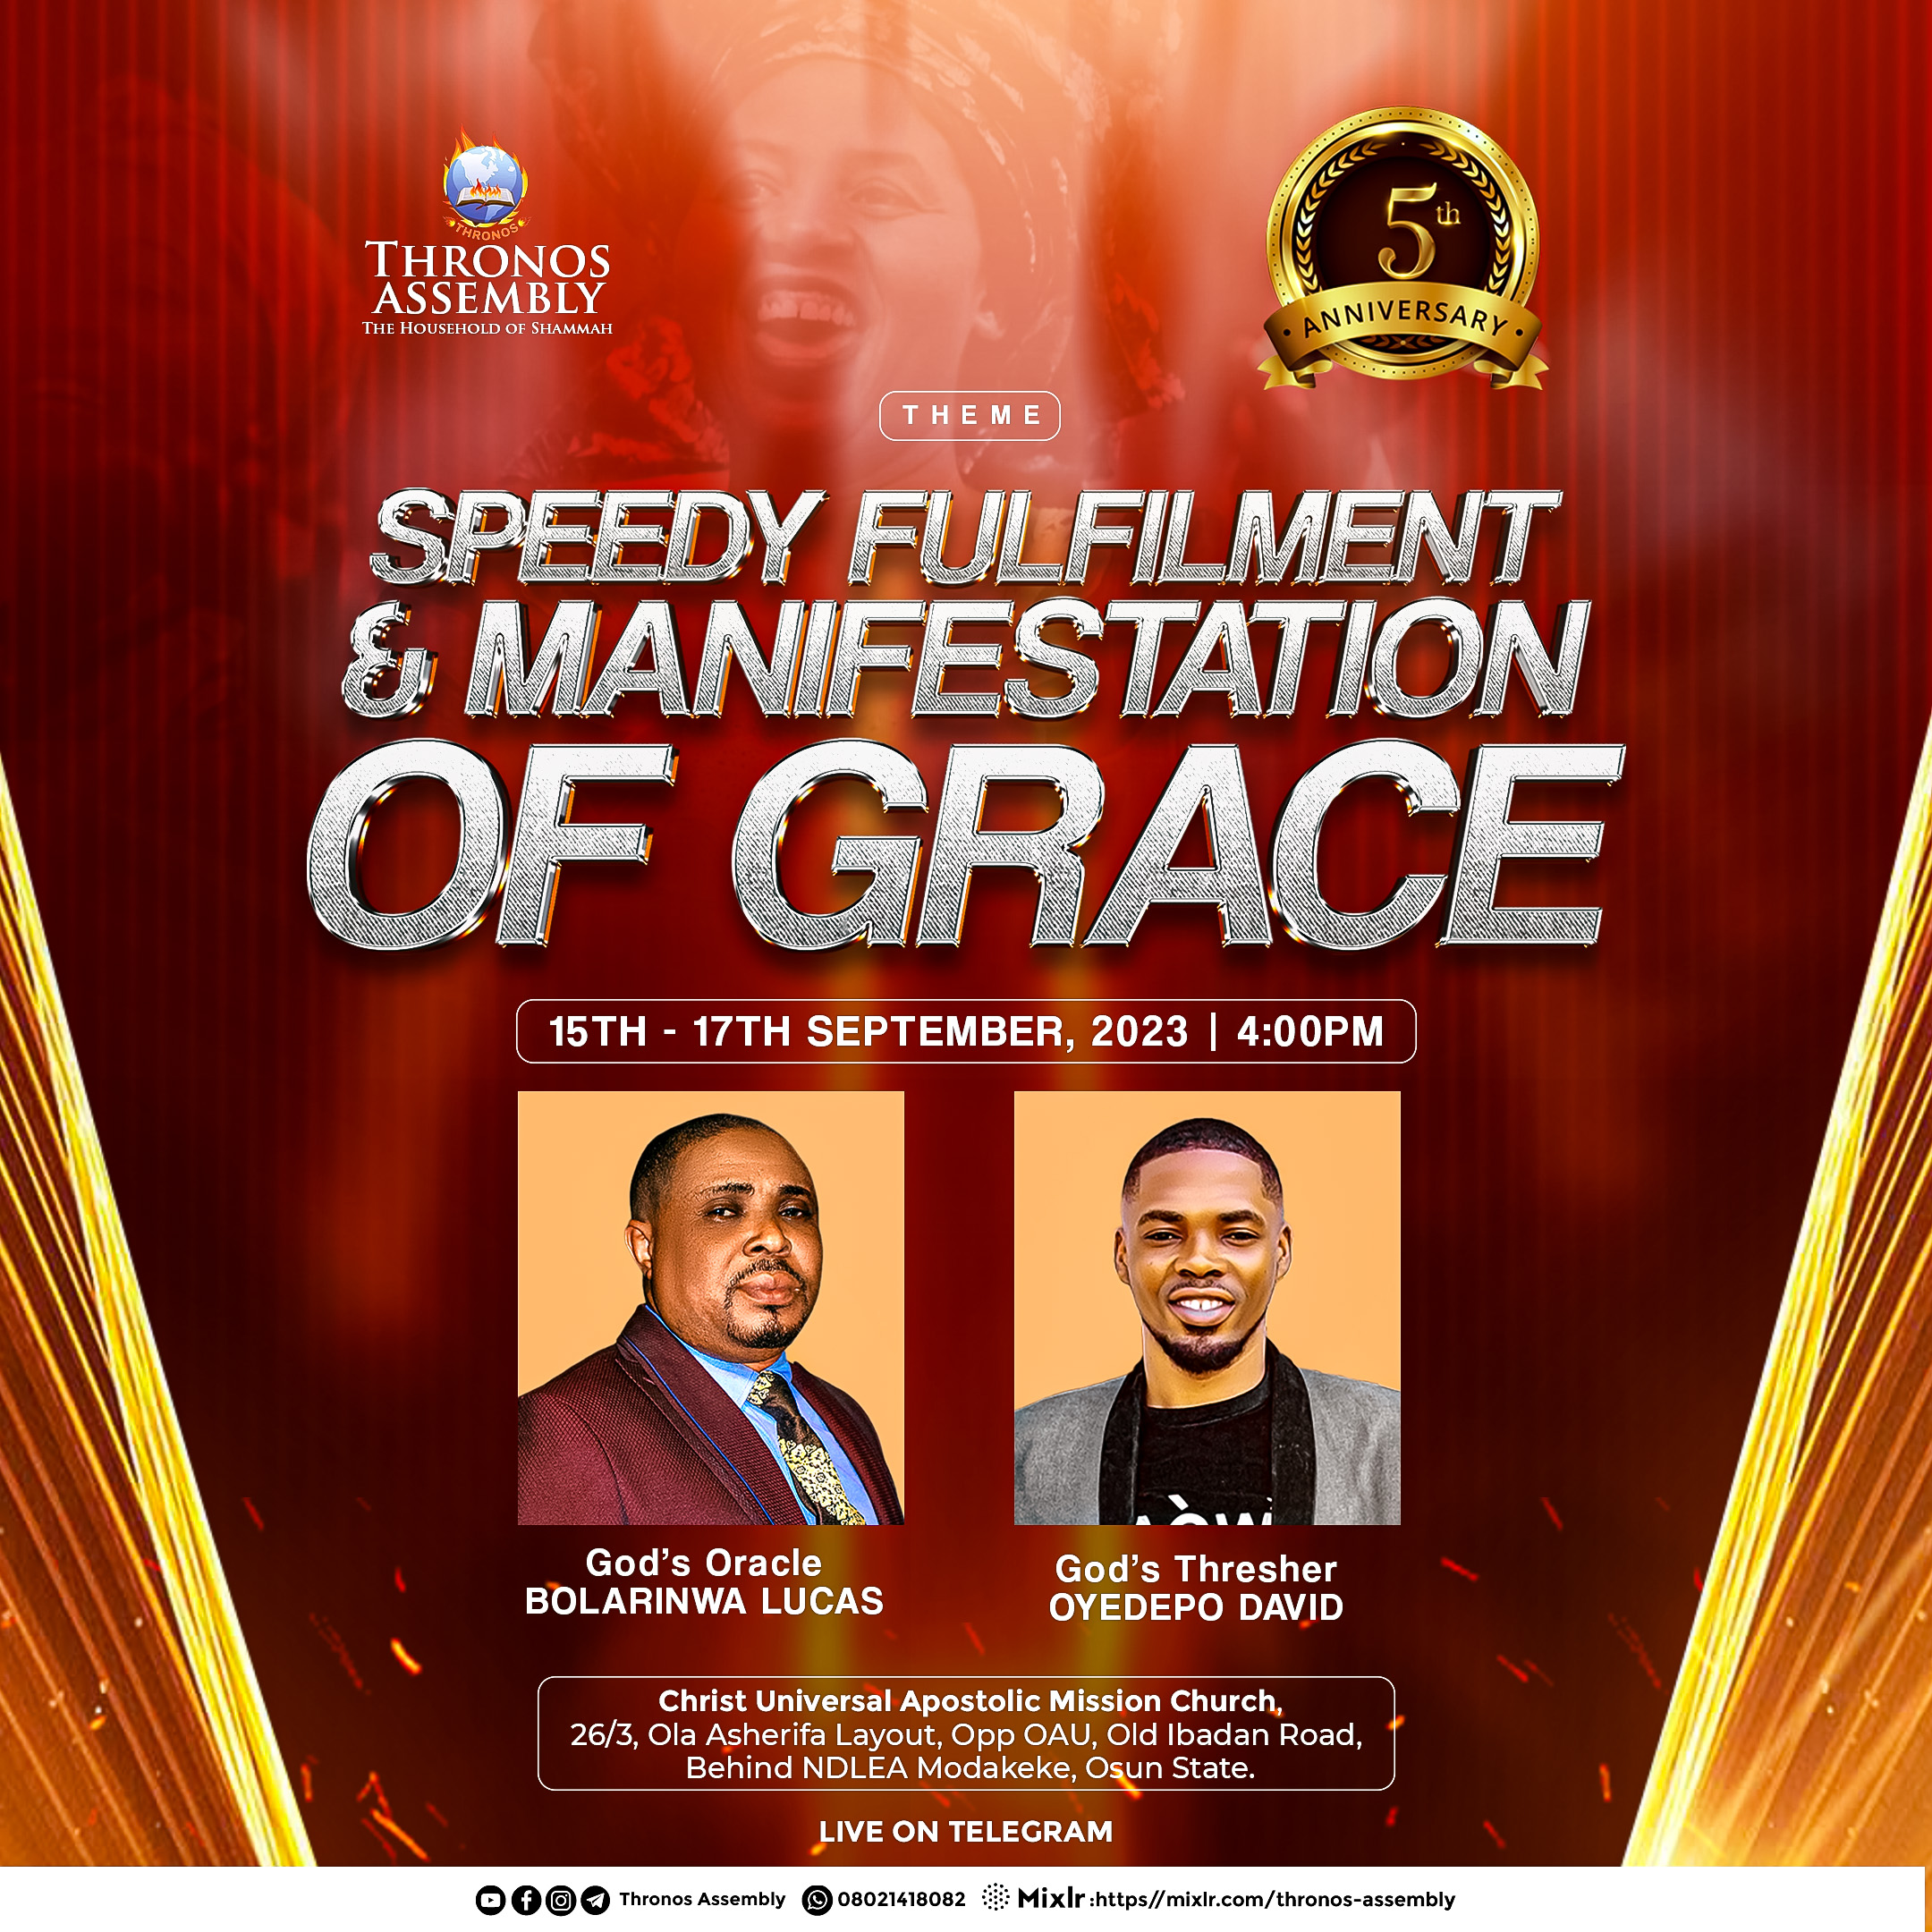 THRONOS
THRONOS
ASSEMBLY
THE HOUSEHOLD OF SHAMMAH
5th
ANNIVERSARY
THEME
SPEEDY FULFILMENT
& MANIFESTATION
OF GRACE
15TH - 17TH SEPTEMBER, 2023 | 4:00PM
God's Oracle
BOLARINWA LUCAS
God's Thresher
OYEDEPO DAVID
Christ Universal Apostolic Mission Church,
26/3, Ola Asherifa Layout, Opp OAU, Old Ibadan Road,
Behind NDLEA Modakeke, Osun State.
LIVE ON TELEGRAM
Thronos Assembly 08021418082 Mixlr :https//mixlr.com/thronos-assembly